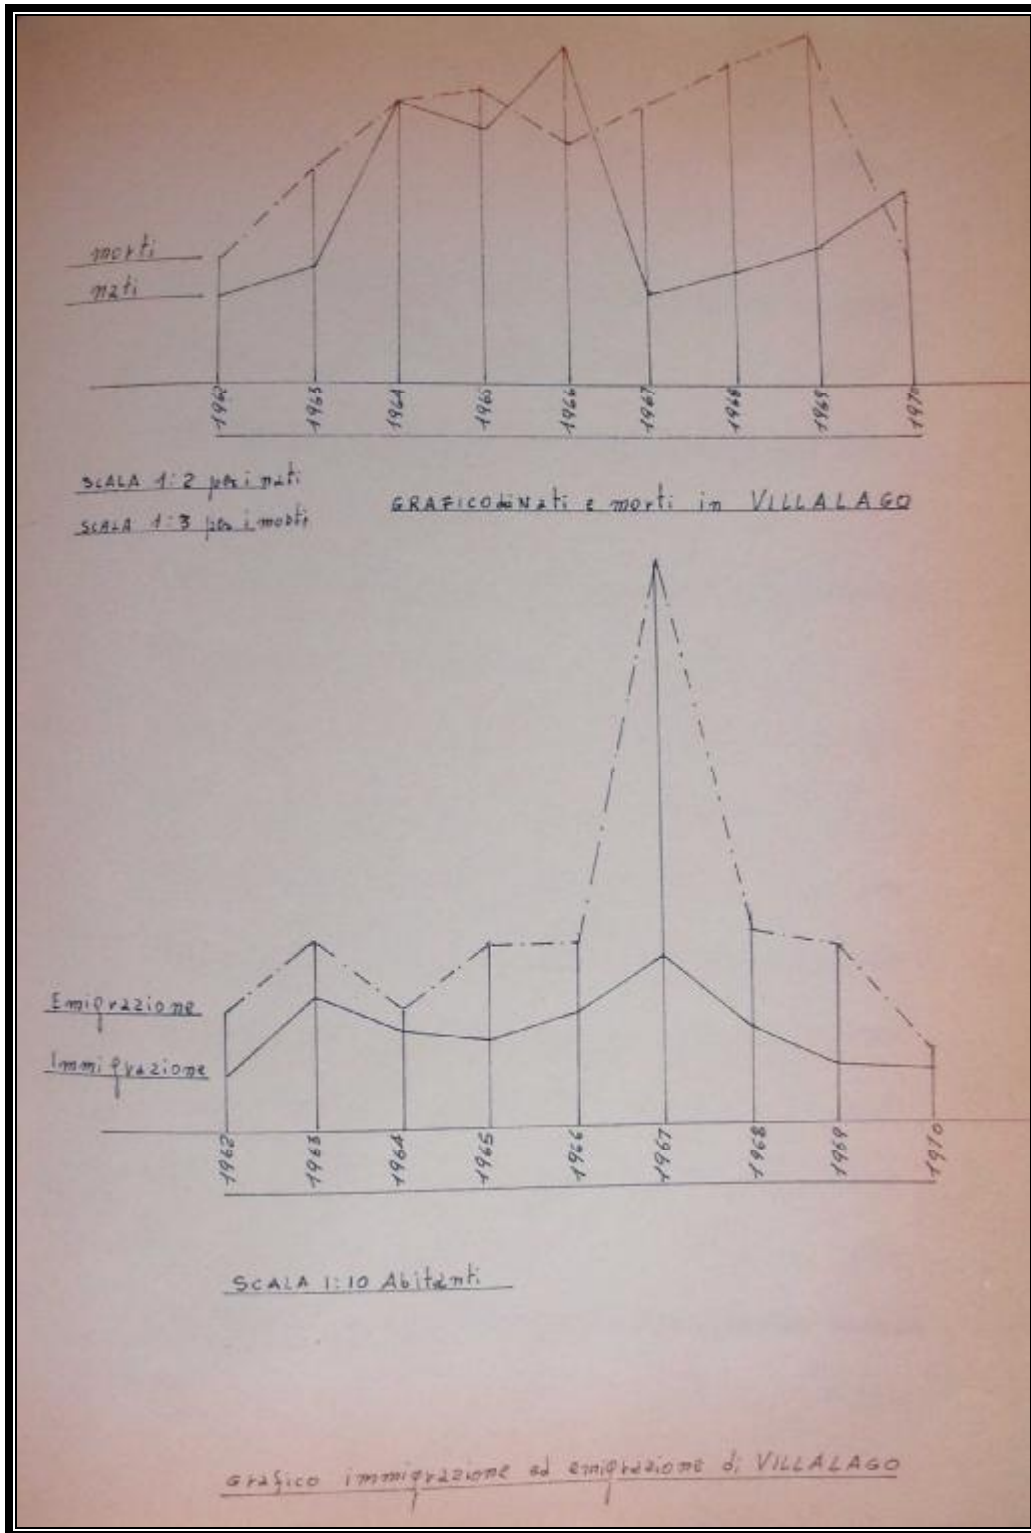 morti
nati
1962 1963 1964 1965 1966 1967 1968 1969 1970
SCALA 1:2 per i nati
SCALA 1:3 per i morti
GRAFICO di Nati e morti in VILLALAGO
Emigrazione
Immigrazione
1962 1963 1964 1965 1966 1967 1968 1969 1970
SCALA 1:10 Abitanti
Grafico immigrazione ed emigrazione di VILLALAGO